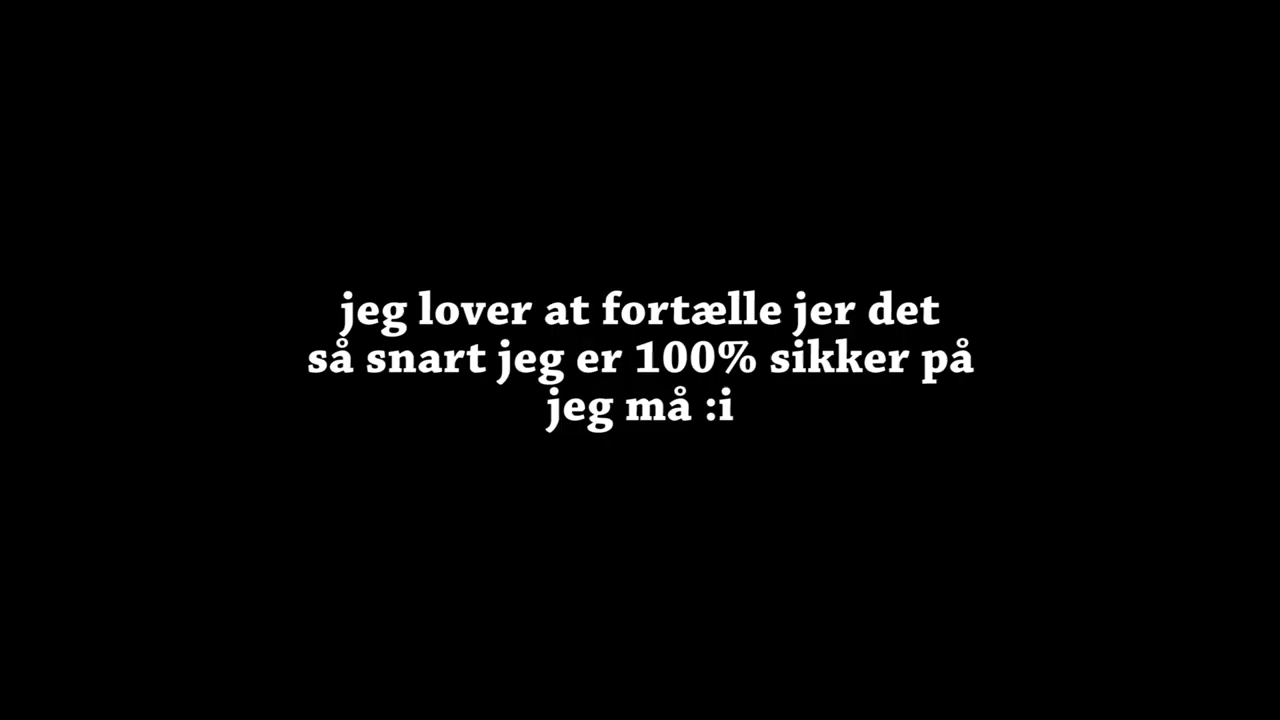 jeg lover at fortælle jer det
så snart jeg er 100% sikker på
jeg må :i